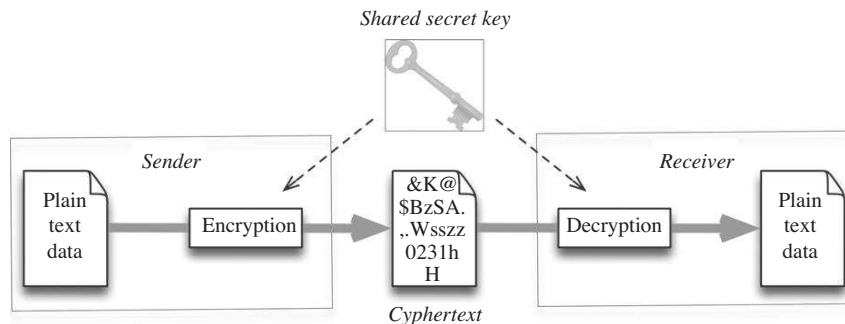 Shared secret key
Sender
Receiver
Plain
text
data
Encryption
&K@
$BzSA.
,.Wsszz
0231h
H
Decryption
Plain
text
data
Cyphertext